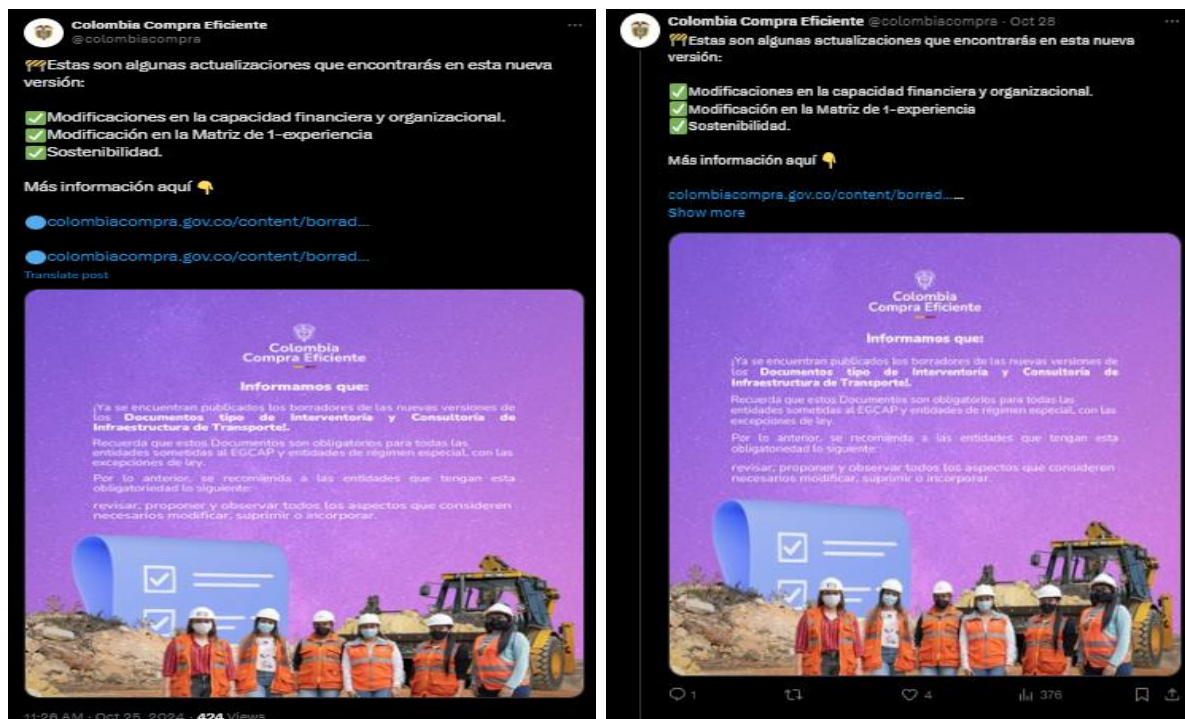 Colombia Compra Eficiente
@colombiacompra
Estas son algunas actualizaciones que encontrarás en esta nueva
versión:
Modificaciones en la capacidad financiera y organizacional.
Modificación en la Matriz de 1-experiencia
Sostenibilidad.
Más información aquí
colombiacompra.gov.co/content/borrad...
colombiacompra.gov.co/content/borrad...
Translate post
Colombia
Compra Eficiente
Informamos que:
¡Ya se encuentran publicados los borradores de las nuevas versiones de
los Documentos tipo de Interventoría y Consultoría de
Infraestructura de Transporte!.
Recuerda que estos Documentos son obligatorios para todas las
entidades sometidas al EGCAP y entidades de régimen especial, con las
excepciones de ley.
Por lo anterior, se recomienda a las entidades que tengan esta
obligatoriedad lo siguiente:
revisar, proponer y observar todos los aspectos que consideren
necesarios modificar, suprimir o incorporar.
11:26 AM · Oct 25, 2024 · 424 Views
Colombia Compra Eficiente @colombiacompra · Oct 28
Estas son algunas actualizaciones que encontrarás en esta nueva
versión:
Modificaciones en la capacidad financiera y organizacional.
Modificación en la Matriz de 1-experiencia
Sostenibilidad.
Más información aquí
colombiacompra.gov.co/content/borrad......
Show more
Colombia
Compra Eficiente
Informamos que:
¡Ya se encuentran publicados los borradores de las nuevas versiones de
los Documentos tipo de Interventoría y Consultoría de
Infraestructura de Transporte!.
Recuerda que estos Documentos son obligatorios para todas las
entidades sometidas al EGCAP y entidades de régimen especial, con las
excepciones de ley.
Por lo anterior, se recomienda a las entidades que tengan esta
obligatoriedad lo siguiente:
revisar, proponer y observar todos los aspectos que consideren
necesarios modificar, suprimir o incorporar.
1 4 376